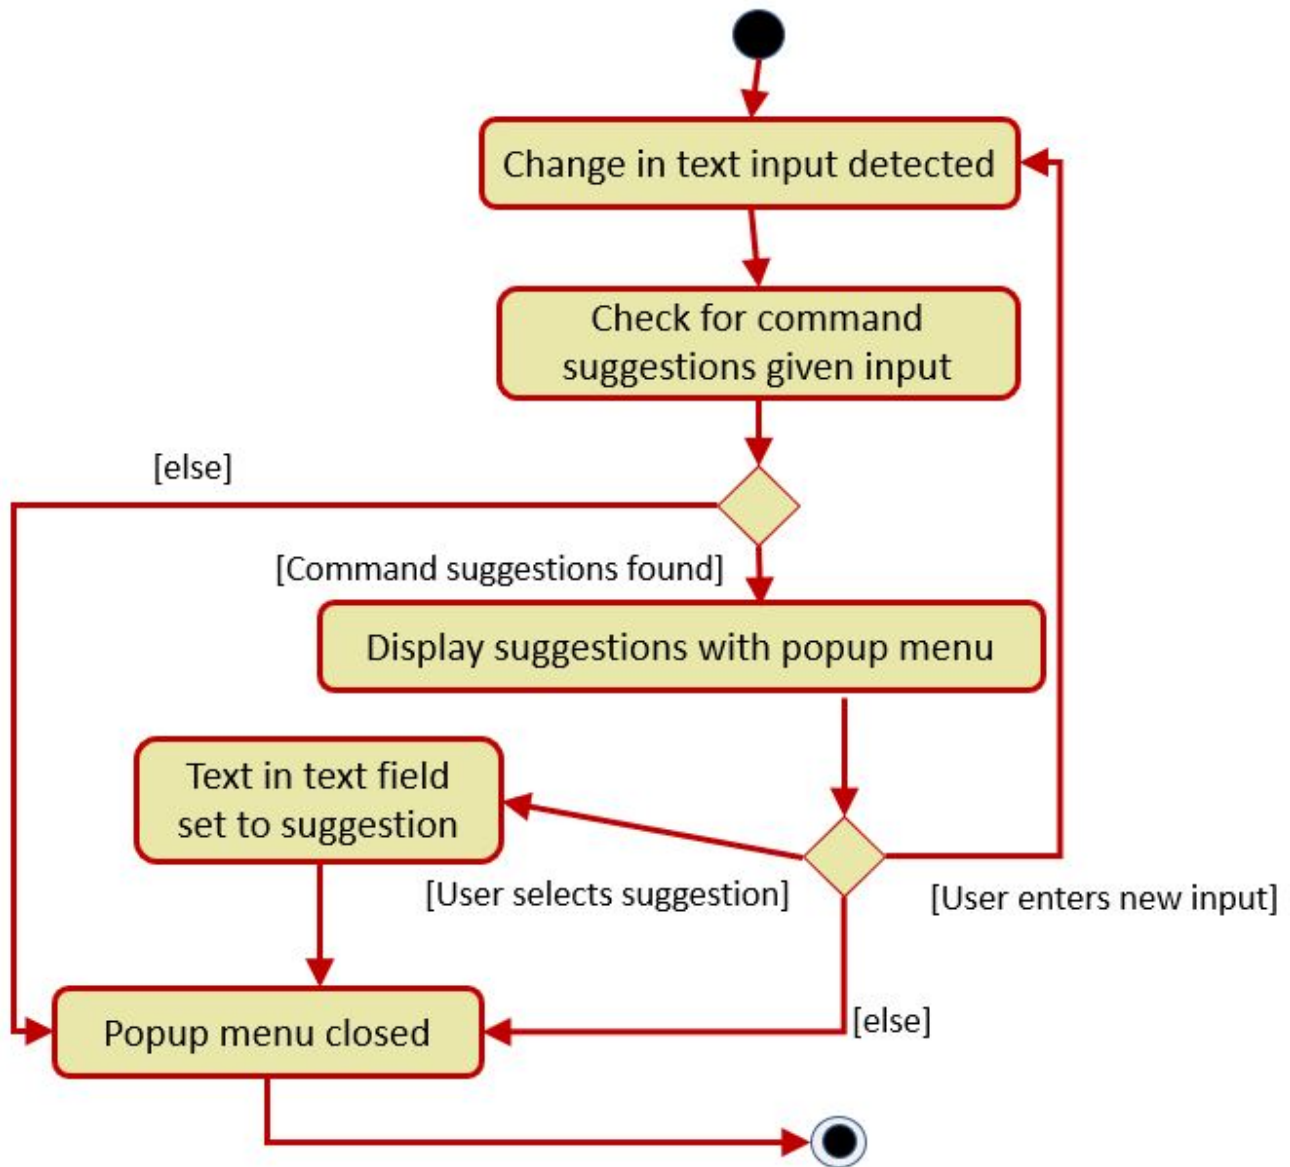 Change in text input detected
Check for command
suggestions given input
[else]
[Command suggestions found]
Display suggestions with popup menu
Text in text field
set to suggestion
[User selects suggestion]
[User enters new input]
[else]
Popup menu closed